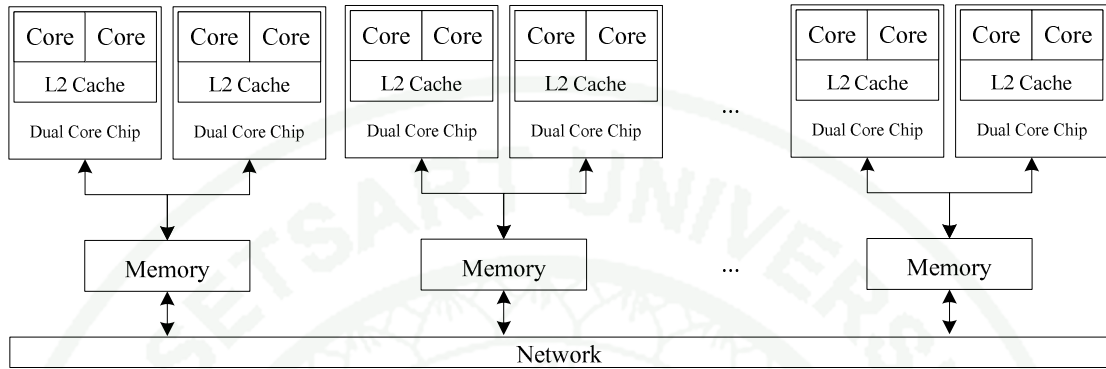 Core Core Core Core Core Core Core Core Core Core Core Core
L2 Cache L2 Cache L2 Cache L2 Cache L2 Cache L2 Cache
...
Dual Core Chip Dual Core Chip Dual Core Chip Dual Core Chip Dual Core Chip Dual Core Chip
Memory Memory ... Memory
Network